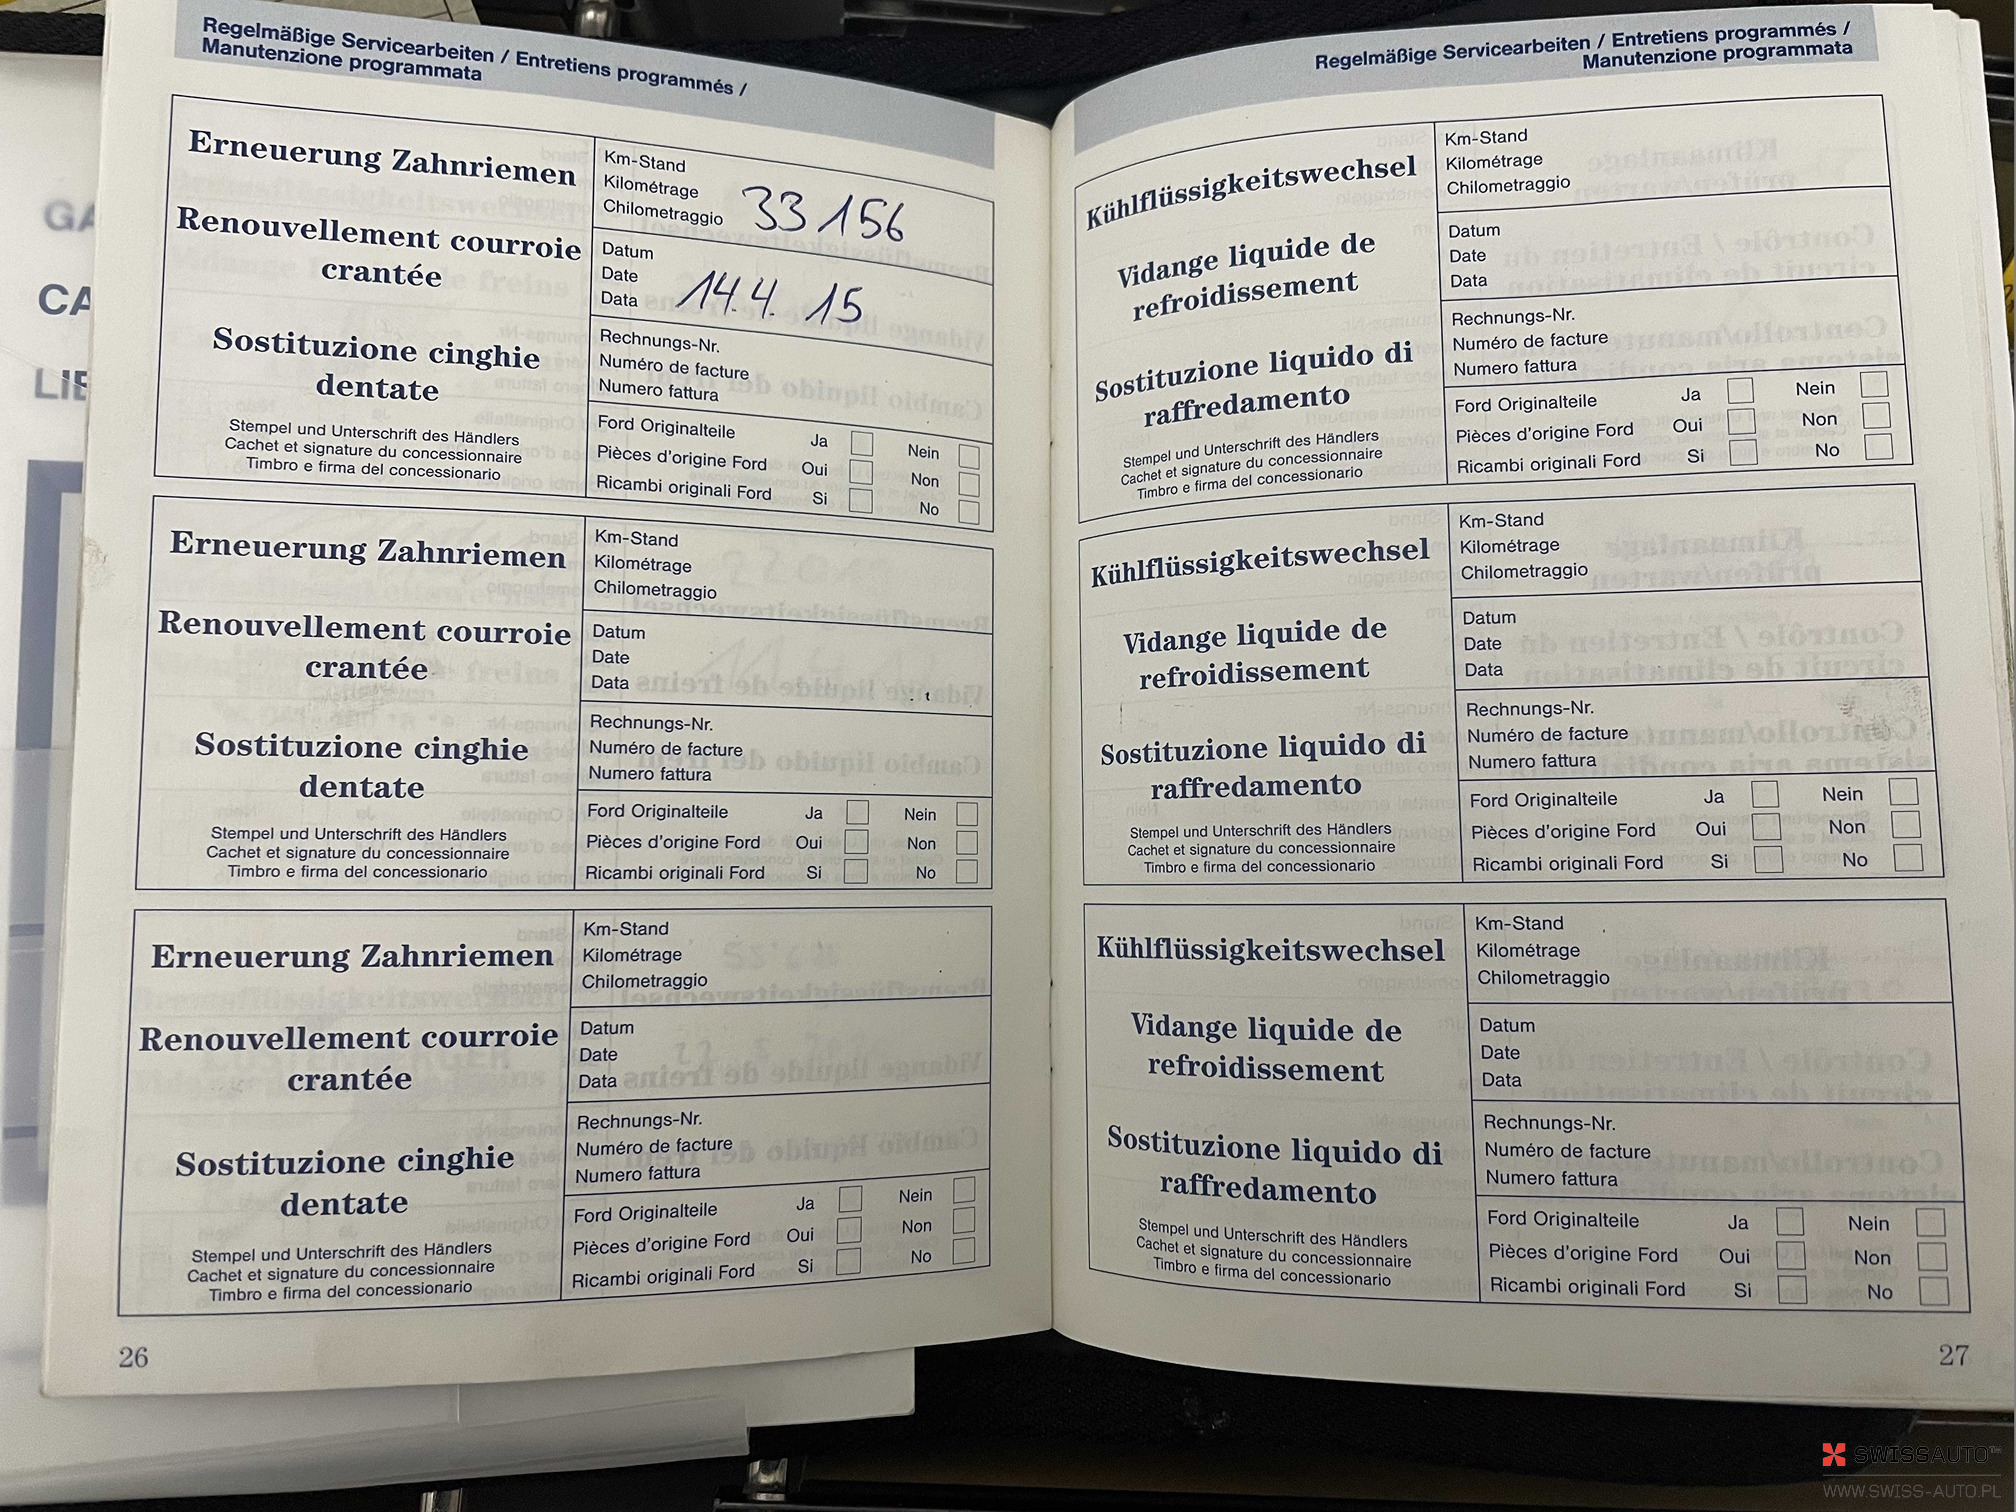 Regelmäßige Servicearbeiten / Entretiens programmés /
Manutenzione programmata
Erneuerung Zahnriemen
Renouvellement courroie
crantée
Sostituzione cinghie
dentate
Stempel und Unterschrift des Händlers
Cachet et signature du concessionnaire
Timbro e firma del concessionario
Km-Stand
Kilométrage
Chilometraggio
33 156
Datum
Date
Data
14.4. 15
Rechnungs-Nr.
Numéro de facture
Numero fattura
Ford Originalteile Ja Nein
Pièces d'origine Ford Oui Non
Ricambi originali Ford Si No
Erneuerung Zahnriemen
Renouvellement courroie
crantée
Sostituzione cinghie
dentate
Stempel und Unterschrift des Händlers
Cachet et signature du concessionnaire
Timbro e firma del concessionario
Km-Stand
Kilométrage
Chilometraggio
Datum
Date
Data
Rechnungs-Nr.
Numéro de facture
Numero fattura
Ford Originalteile Ja Nein
Pièces d'origine Ford Oui Non
Ricambi originali Ford Si No
Erneuerung Zahnriemen
Renouvellement courroie
crantée
Sostituzione cinghie
dentate
Stempel und Unterschrift des Händlers
Cachet et signature du concessionnaire
Timbro e firma del concessionario
Km-Stand
Kilométrage
Chilometraggio
Datum
Date
Data
Rechnungs-Nr.
Numéro de facture
Numero fattura
Ford Originalteile Ja Nein
Pièces d'origine Ford Oui Non
Ricambi originali Ford Si No
26
Regelmäßige Servicearbeiten / Entretiens programmés /
Manutenzione programmata
Kühlflüssigkeitswechsel
Vidange liquide de
refroidissement
Sostituzione liquido di
raffredamento
Stempel und Unterschrift des Händlers
Cachet et signature du concessionnaire
Timbro e firma del concessionario
Km-Stand
Kilométrage
Chilometraggio
Datum
Date
Data
Rechnungs-Nr.
Numéro de facture
Numero fattura
Ford Originalteile Ja Nein
Pièces d'origine Ford Oui Non
Ricambi originali Ford Si No
Kühlflüssigkeitswechsel
Vidange liquide de
refroidissement
Sostituzione liquido di
raffredamento
Stempel und Unterschrift des Händlers
Cachet et signature du concessionnaire
Timbro e firma del concessionario
Km-Stand
Kilométrage
Chilometraggio
Datum
Date
Data
Rechnungs-Nr.
Numéro de facture
Numero fattura
Ford Originalteile Ja Nein
Pièces d'origine Ford Oui Non
Ricambi originali Ford Si No
Kühlflüssigkeitswechsel
Vidange liquide de
refroidissement
Sostituzione liquido di
raffredamento
Stempel und Unterschrift des Händlers
Cachet et signature du concessionnaire
Timbro e firma del concessionario
Km-Stand
Kilométrage
Chilometraggio
Datum
Date
Data
Rechnungs-Nr.
Numéro de facture
Numero fattura
Ford Originalteile Ja Nein
Pièces d'origine Ford Oui Non
Ricambi originali Ford Si No
27
SWISSAUTO™
WWW.SWISS-AUTO.PL